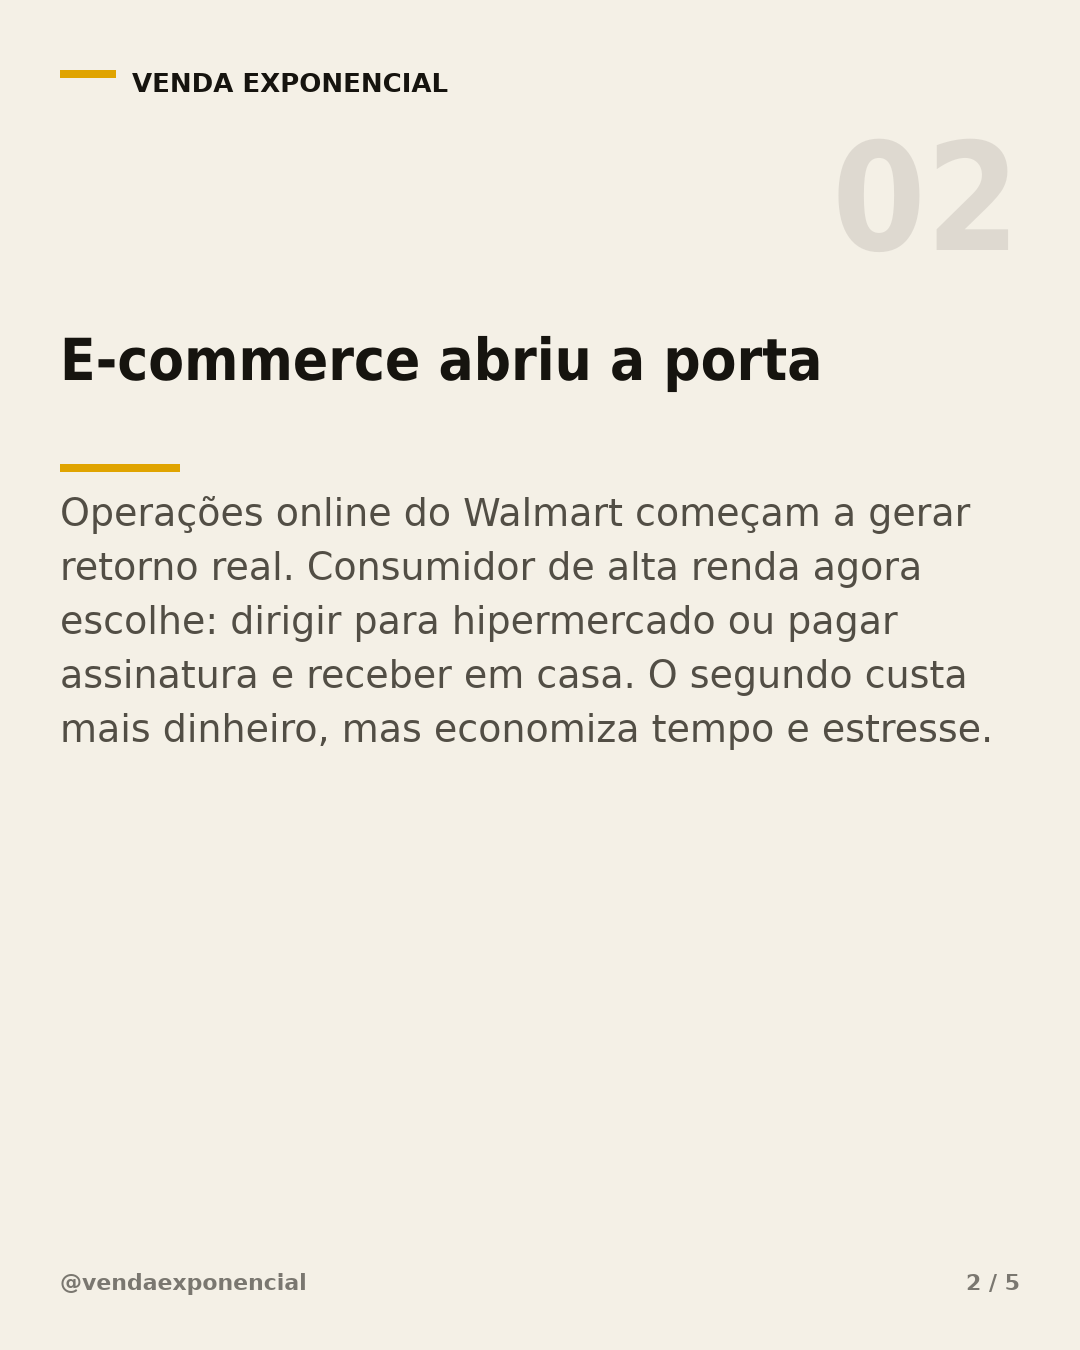 VENDA EXPONENCIAL
02
E-commerce abriu a porta
Operações online do Walmart começam a gerar
retorno real. Consumidor de alta renda agora
escolhe: dirigir para hipermercado ou pagar
assinatura e receber em casa. O segundo custa
mais dinheiro, mas economiza tempo e estresse.
@vendaexponencial
2 / 5